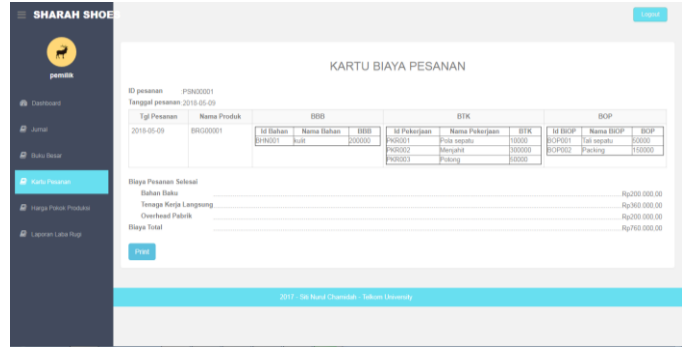 SHARAH SHOES
Logout
pemilik
Dashboard
Jurnal
Buku Besar
Kartu Pesanan
Harga Pokok Produksi
Laporan Laba Rugi
KARTU BIAYA PESANAN
ID pesanan PSN00001
Tanggal pesanan 2018-05-09
Tgl Pesanan Nama Produk BBB BTK BOP
2018-05-09 BRG00001
Id Bahan Nama Bahan BBB
BHN001 kulit 200000
Id Pekerjaan Nama Pekerjaan BTK
PKR001 Pola sepatu 10000
PKR002 Menjahit 300000
PKR003 Potong 50000
Id BIOP Nama BIOP BOP
BOP001 Tali sepatu 50000
BOP002 Packing 150000
Biaya Pesanan Selesai
Bahan Baku Rp200.000,00
Tenaga Kerja Langsung Rp360.000,00
Overhead Pabrik Rp200.000,00
Biaya Total Rp760.000,00
Print
2017 - Siti Nurul Chamidah - Telkom University